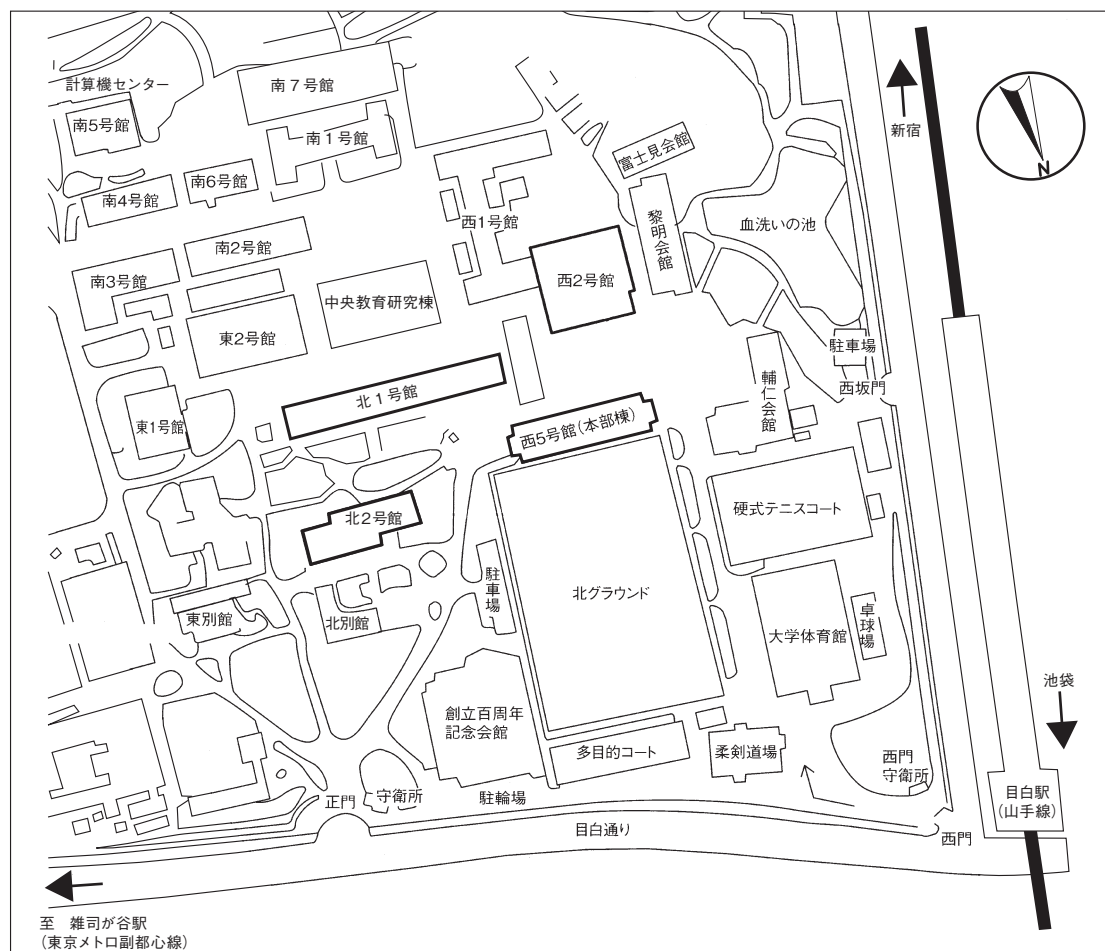 計算機センター
南7号館
南5号館
南1号館
新宿
N
富士見会館
南6号館
南4号館
西1号館
黎明会館
血洗いの池
南2号館
南3号館
西2号館
中央教育研究棟
東2号館
駐車場
西坂門
北1号館
輔仁会館
東1号館
西5号館(本部棟)
硬式テニスコート
北2号館
駐車場
北グラウンド
東別館
北別館
大学体育館
卓球場
池袋
創立百周年
記念会館
多目的コート
柔剣道場
西門
守衛所
目白駅
(山手線)
正門
守衛所
駐輪場
目白通り
西門
至 雑司が谷駅
(東京メトロ副都心線)